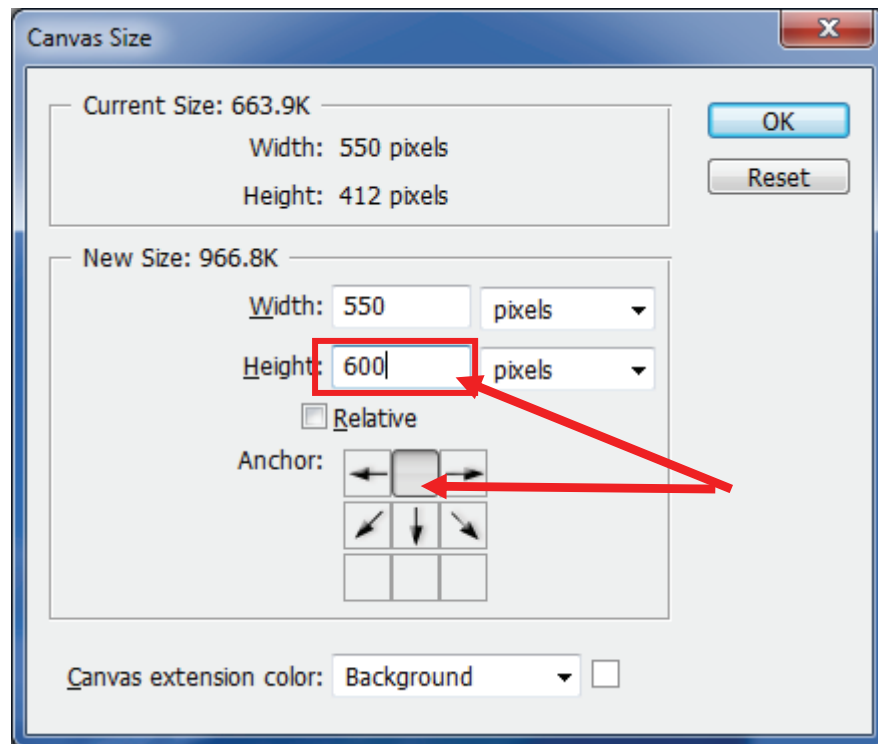 Canvas Size
Current Size: 663.9K
OK
Width: 550 pixels
Reset
Height: 412 pixels
New Size: 966.8K
Width: 550 pixels
Height: 600 pixels
Relative
Anchor:
Canvas extension color: Background